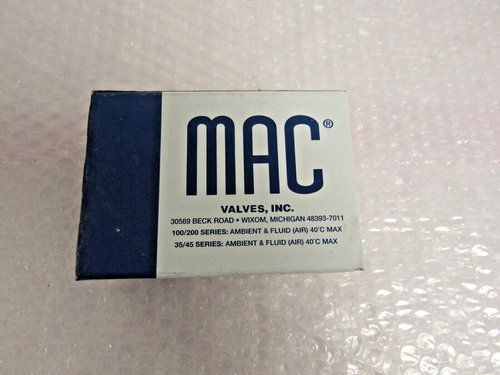 MAC®
VALVES, INC.
30569 BECK ROAD • WIXOM, MICHIGAN 48393-7011
100/200 SERIES: AMBIENT & FLUID (AIR) 40°C MAX
35/45 SERIES: AMBIENT & FLUID (AIR) 40°C MAX